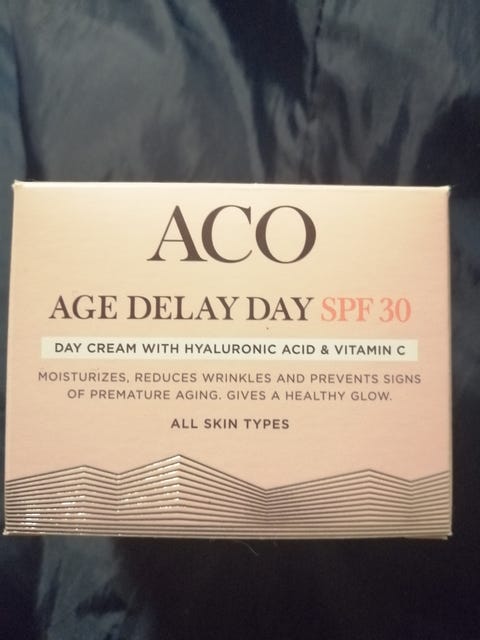 ACO
AGE DELAY DAY SPF 30
DAY CREAM WITH HYALURONIC ACID & VITAMIN C
MOISTURIZES, REDUCES WRINKLES AND PREVENTS SIGNS
OF PREMATURE AGING. GIVES A HEALTHY GLOW.
ALL SKIN TYPES